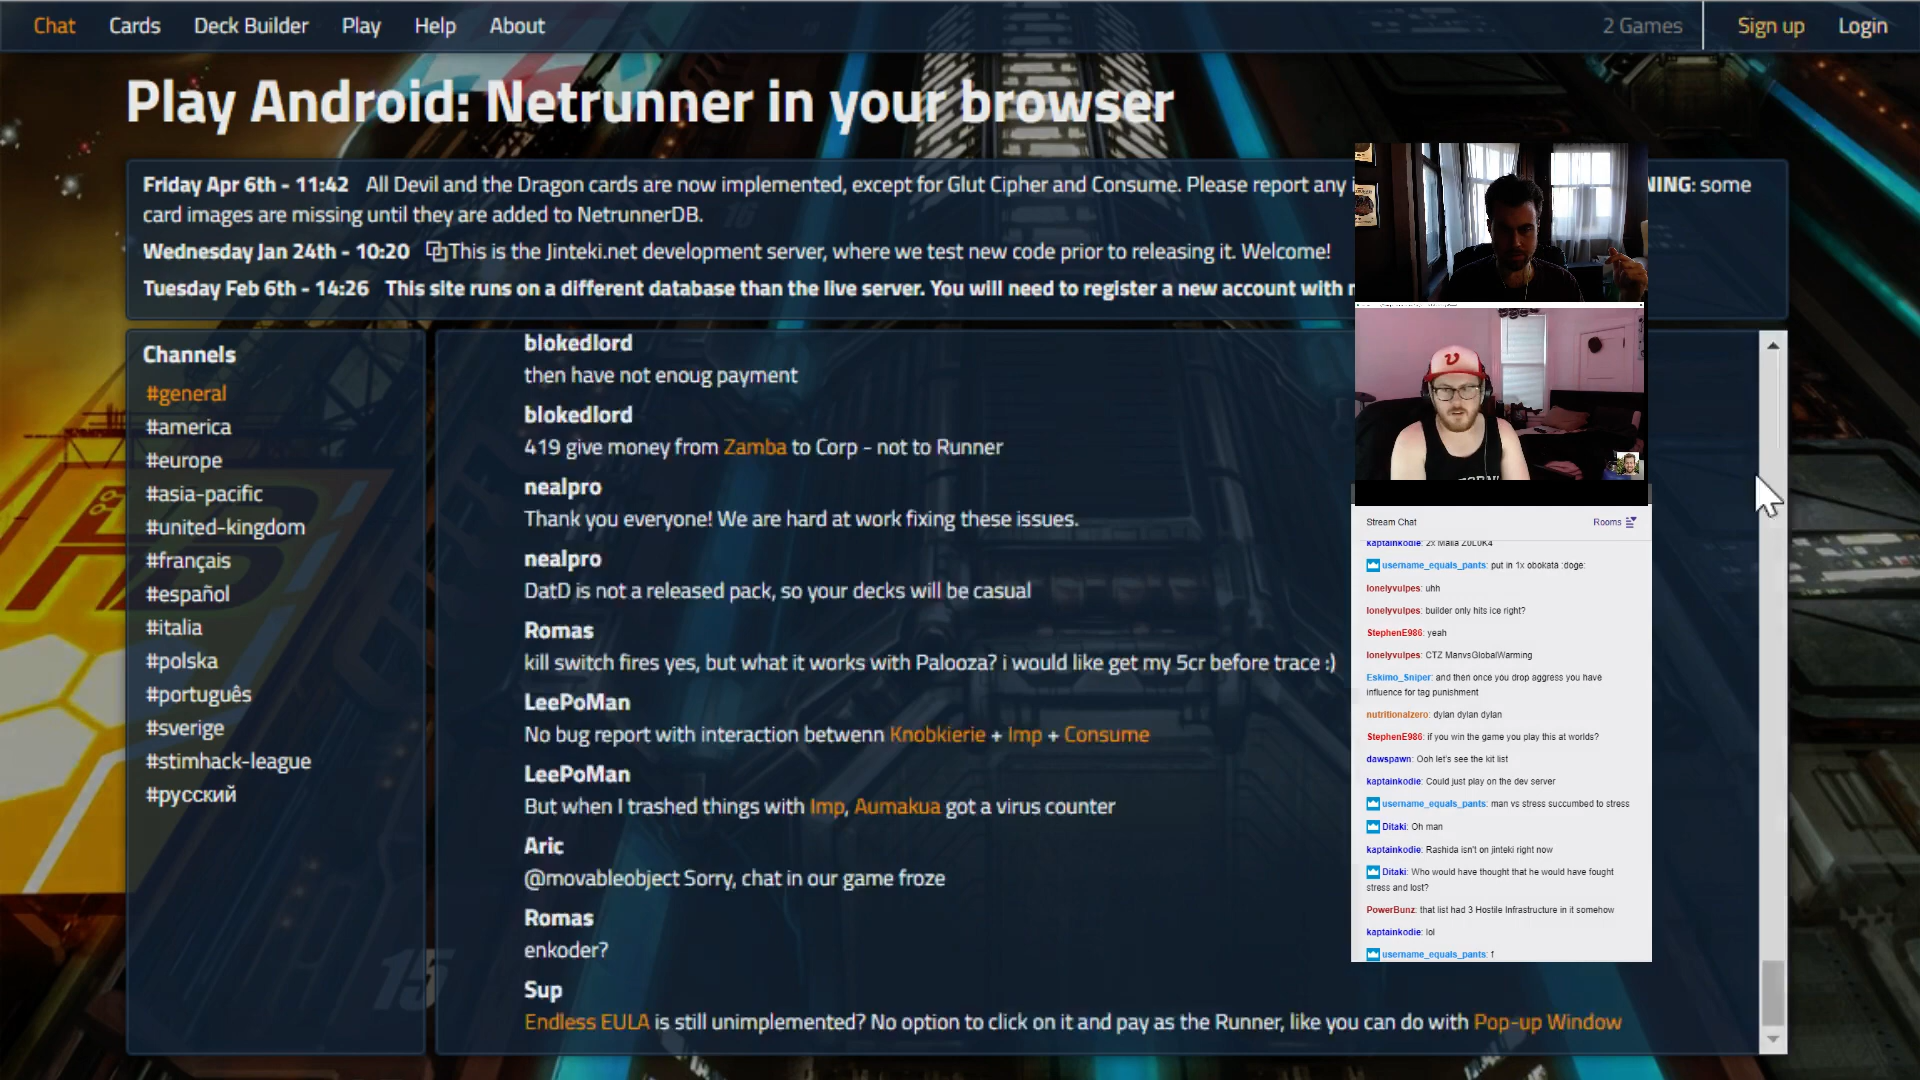 Chat Cards Deck Builder Play Help About 2 Games Sign up Login
Play Android: Netrunner in your browser
Friday Apr 6th - 11:42 All Devil and the Dragon cards are now implemented, except for Glut Cipher and Consume. Please report any NING: some
card images are missing until they are added to NetrunnerDB.
Wednesday Jan 24th - 10:20 This is the Jinteki.net development server, where we test new code prior to releasing it. Welcome!
Tuesday Feb 6th - 14:26 This site runs on a different database than the live server. You will need to register a new account with
Channels
#general
#america
#europe
#asia-pacific
#united-kingdom
#français
#español
#italia
#polska
#português
#sverige
#stimhack-league
#русский
blokedlord
then have not enoug payment
blokedlord
419 give money from Zamba to Corp - not to Runner
nealpro
Thank you everyone! We are hard at work fixing these issues.
nealpro
DatD is not a released pack, so your decks will be casual
Romas
kill switch fires yes, but what it works with Palooza? i would like get my 5cr before trace :)
LeePoMan
No bug report with interaction betwenn Knobkierie + Imp + Consume
LeePoMan
But when I trashed things with Imp, Aumakua got a virus counter
Aric
@movableobject Sorry, chat in our game froze
Romas
enkoder?
Sup
Endless EULA is still unimplemented? No option to click on it and pay as the Runner, like you can do with Pop-up Window
Stream Chat Rooms
kaptainkodie: 2x Malia Z0L0K4
username_equals_pants: put in 1x obokata :doge:
lonelyvulpes: uhh
lonelyvulpes: builder only hits ice right?
StephenE986: yeah
lonelyvulpes: CTZ ManvsGlobalWarming
Eskimo_Sniper: and then once you drop aggress you have
influence for tag punishment
nutritionalzero: dylan dylan dylan
StephenE986: if you win the game you play this at worlds?
dawspawn: Ooh let's see the kit list
kaptainkodie: Could just play on the dev server
username_equals_pants: man vs stress succumbed to stress
Ditaki: Oh man
kaptainkodie: Rashida isn't on jinteki right now
Ditaki: Who would have thought that he would have fought
stress and lost?
PowerBunz: that list had 3 Hostile Infrastructure in it somehow
kaptainkodie: lol
username_equals_pants: f
15